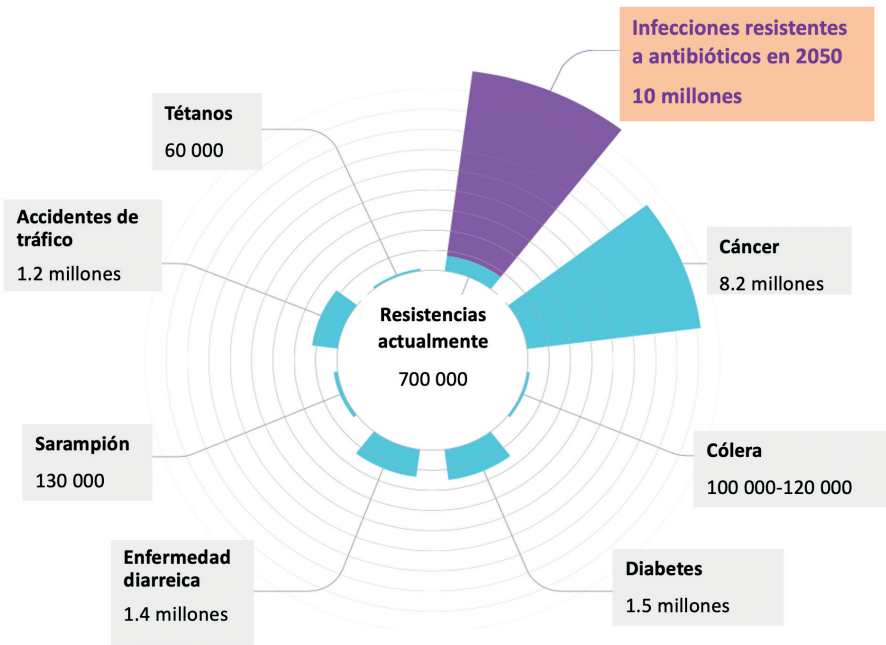 Infecciones resistentes
a antibióticos en 2050
10 millones
Tétanos
60 000
Accidentes de
tráfico
1.2 millones
Cáncer
8.2 millones
Resistencias
actualmente
700 000
Sarampión
130 000
Cólera
100 000-120 000
Enfermedad
diarreica
1.4 millones
Diabetes
1.5 millones